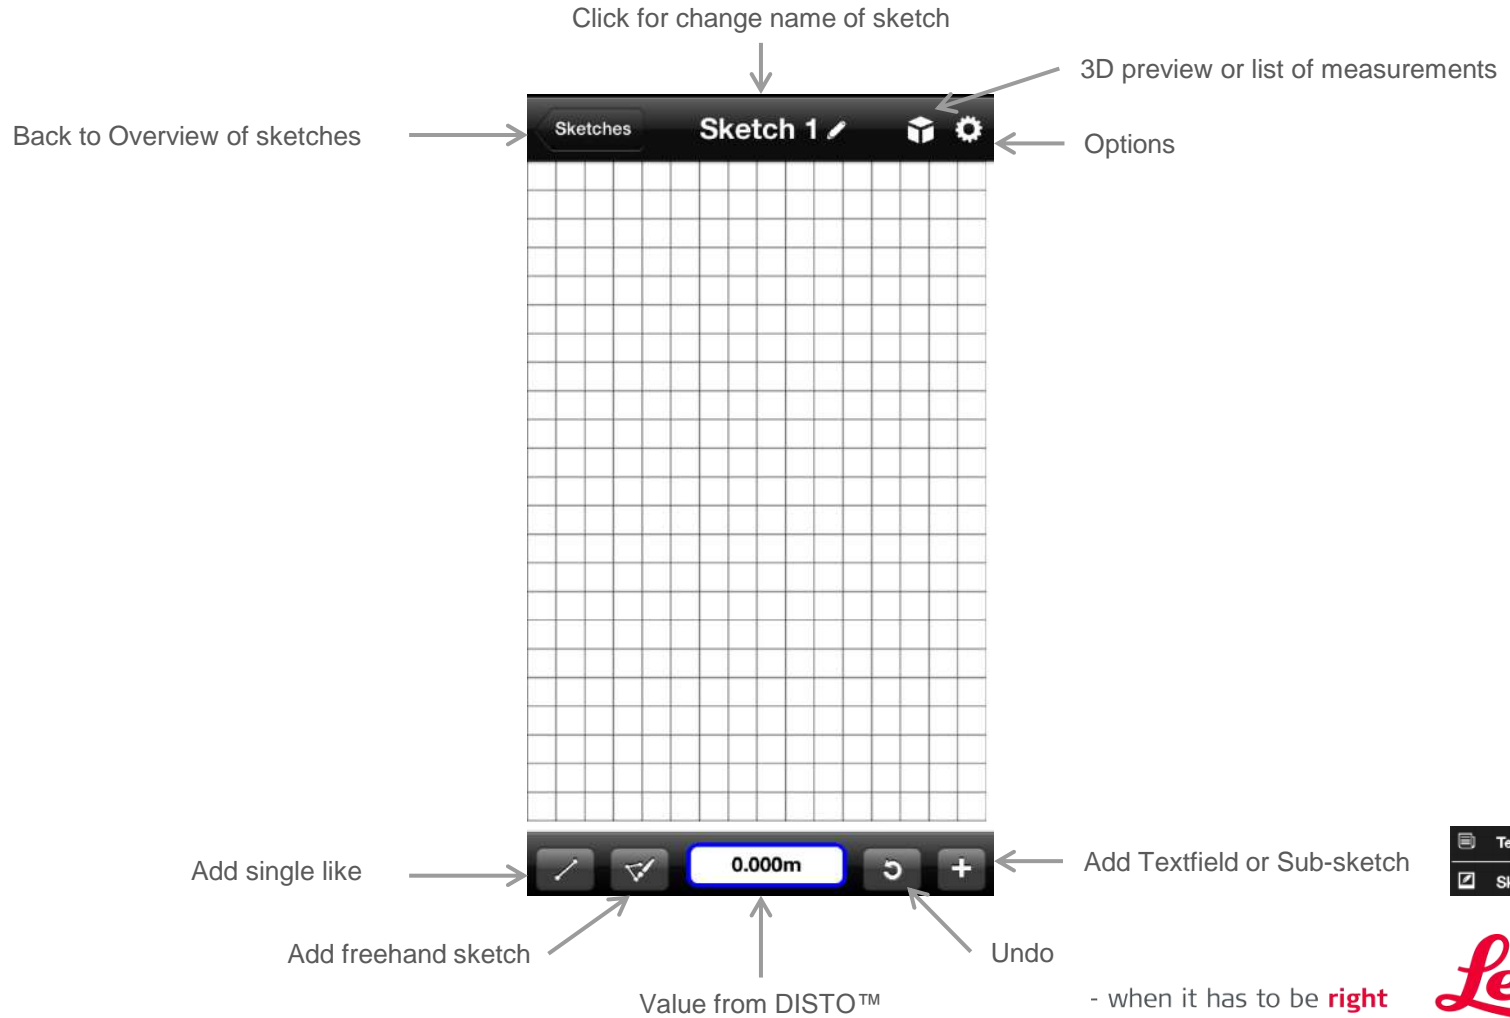 Click for change name of sketch
3D preview or list of measurements
Back to Overview of sketches
Sketches
Sketch 1
Options
Add single like
0.000m
Add Textfield or Sub-sketch
Add freehand sketch
Undo
Value from DISTO™
- when it has to be right